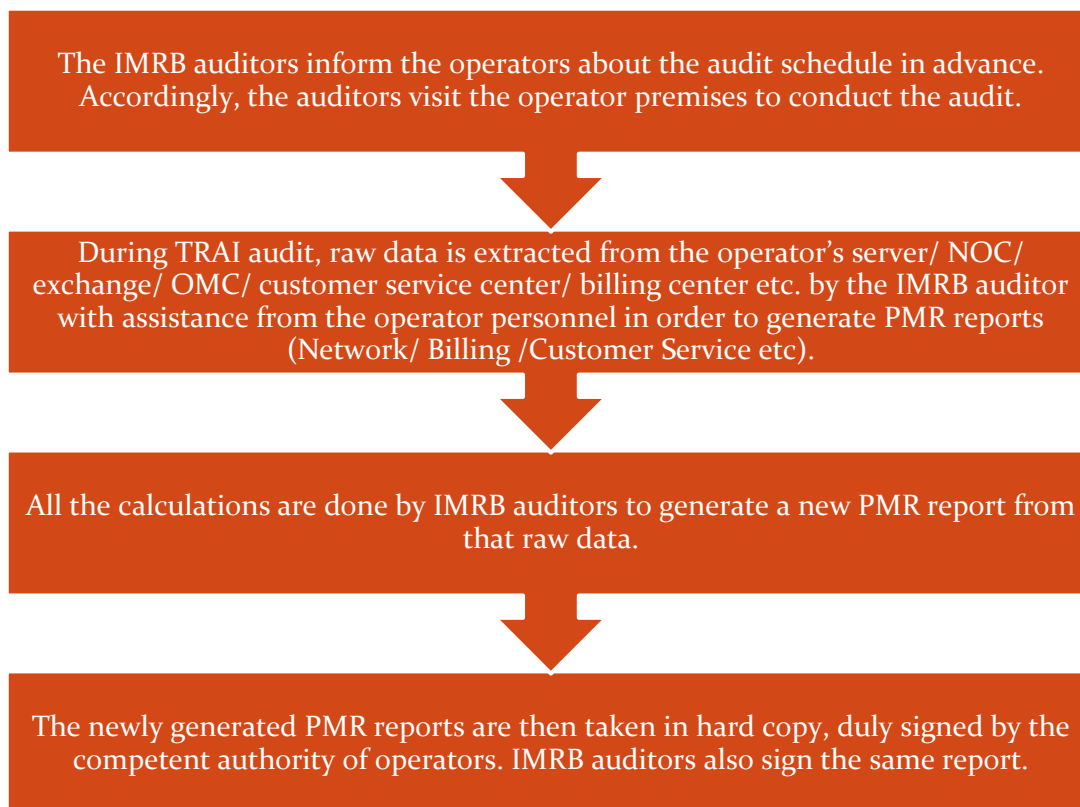 The IMRB auditors inform the operators about the audit schedule in advance.
Accordingly, the auditors visit the operator premises to conduct the audit.
During TRAI audit, raw data is extracted from the operator’s server/ NOC/
exchange/ OMC/ customer service center/ billing center etc. by the IMRB auditor
with assistance from the operator personnel in order to generate PMR reports
(Network/ Billing /Customer Service etc).
All the calculations are done by IMRB auditors to generate a new PMR report from
that raw data.
The newly generated PMR reports are then taken in hard copy, duly signed by the
competent authority of operators. IMRB auditors also sign the same report.